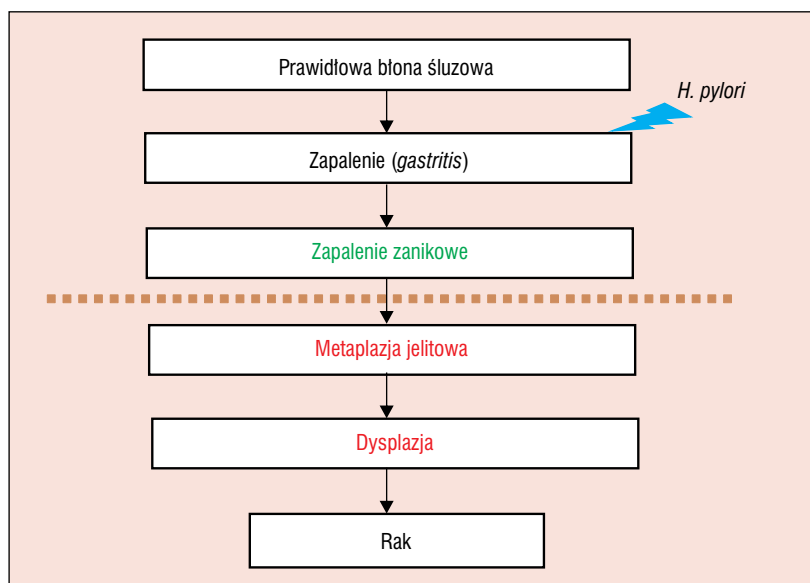 Prawidłowa błona śluzowa
H. pylori
Zapalenie (gastritis)
Zapalenie zanikowe
Metaplazja jelitowa
Dysplazja
Rak